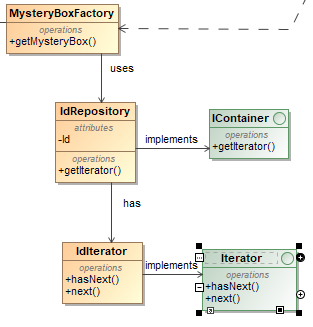 MysteryBoxFactory
operations
+getMysteryBox()
uses
IdRepository
attributes
-Id
operations
+getIterator()
implements
IContainer
operations
+getIterator()
has
IdIterator
operations
+hasNext()
+next()
implements
Iterator
operations
+hasNext()
+next()